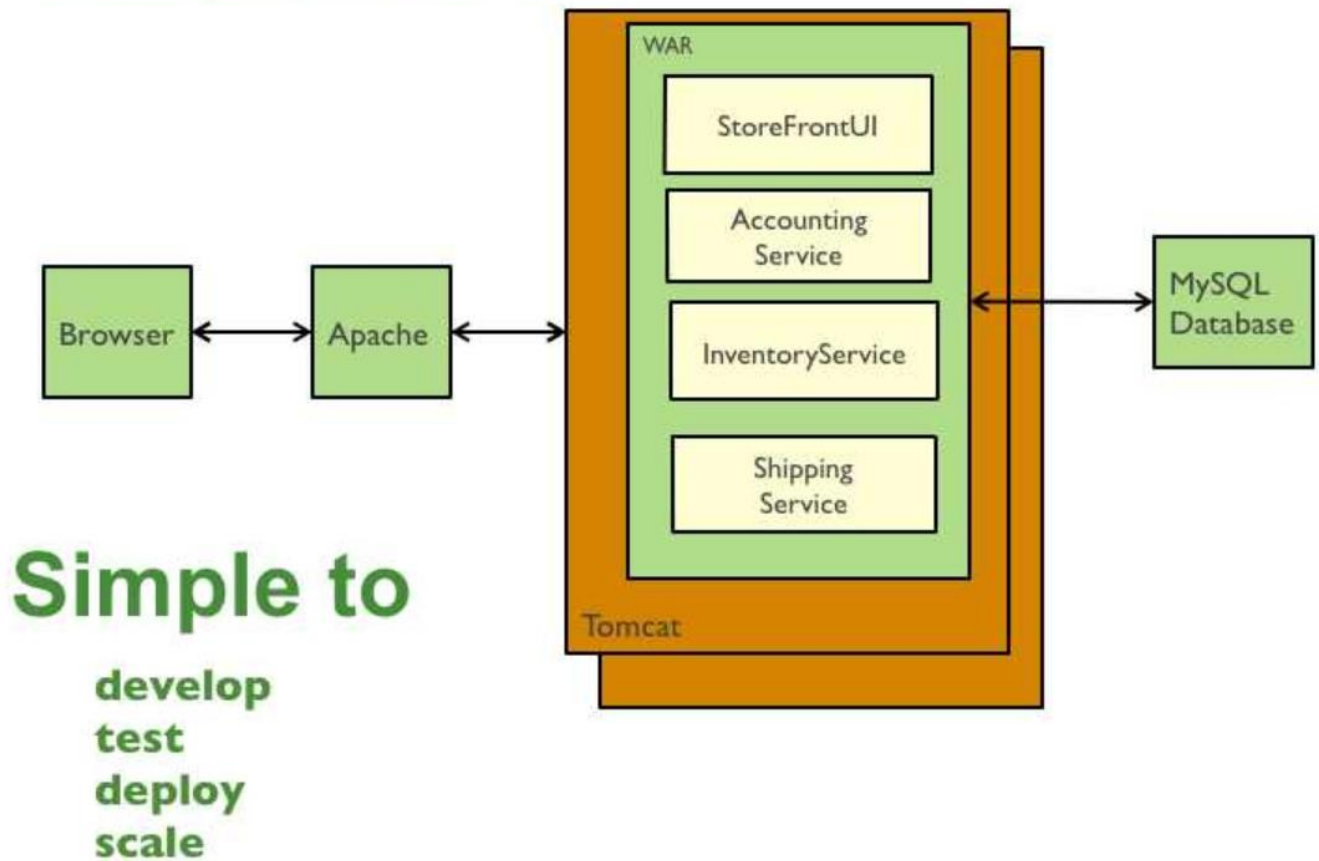 WAR
StoreFrontUI
Accounting
Service
InventoryService
Shipping
Service
Tomcat
Browser
Apache
MySQL
Database
Simple to
develop
test
deploy
scale